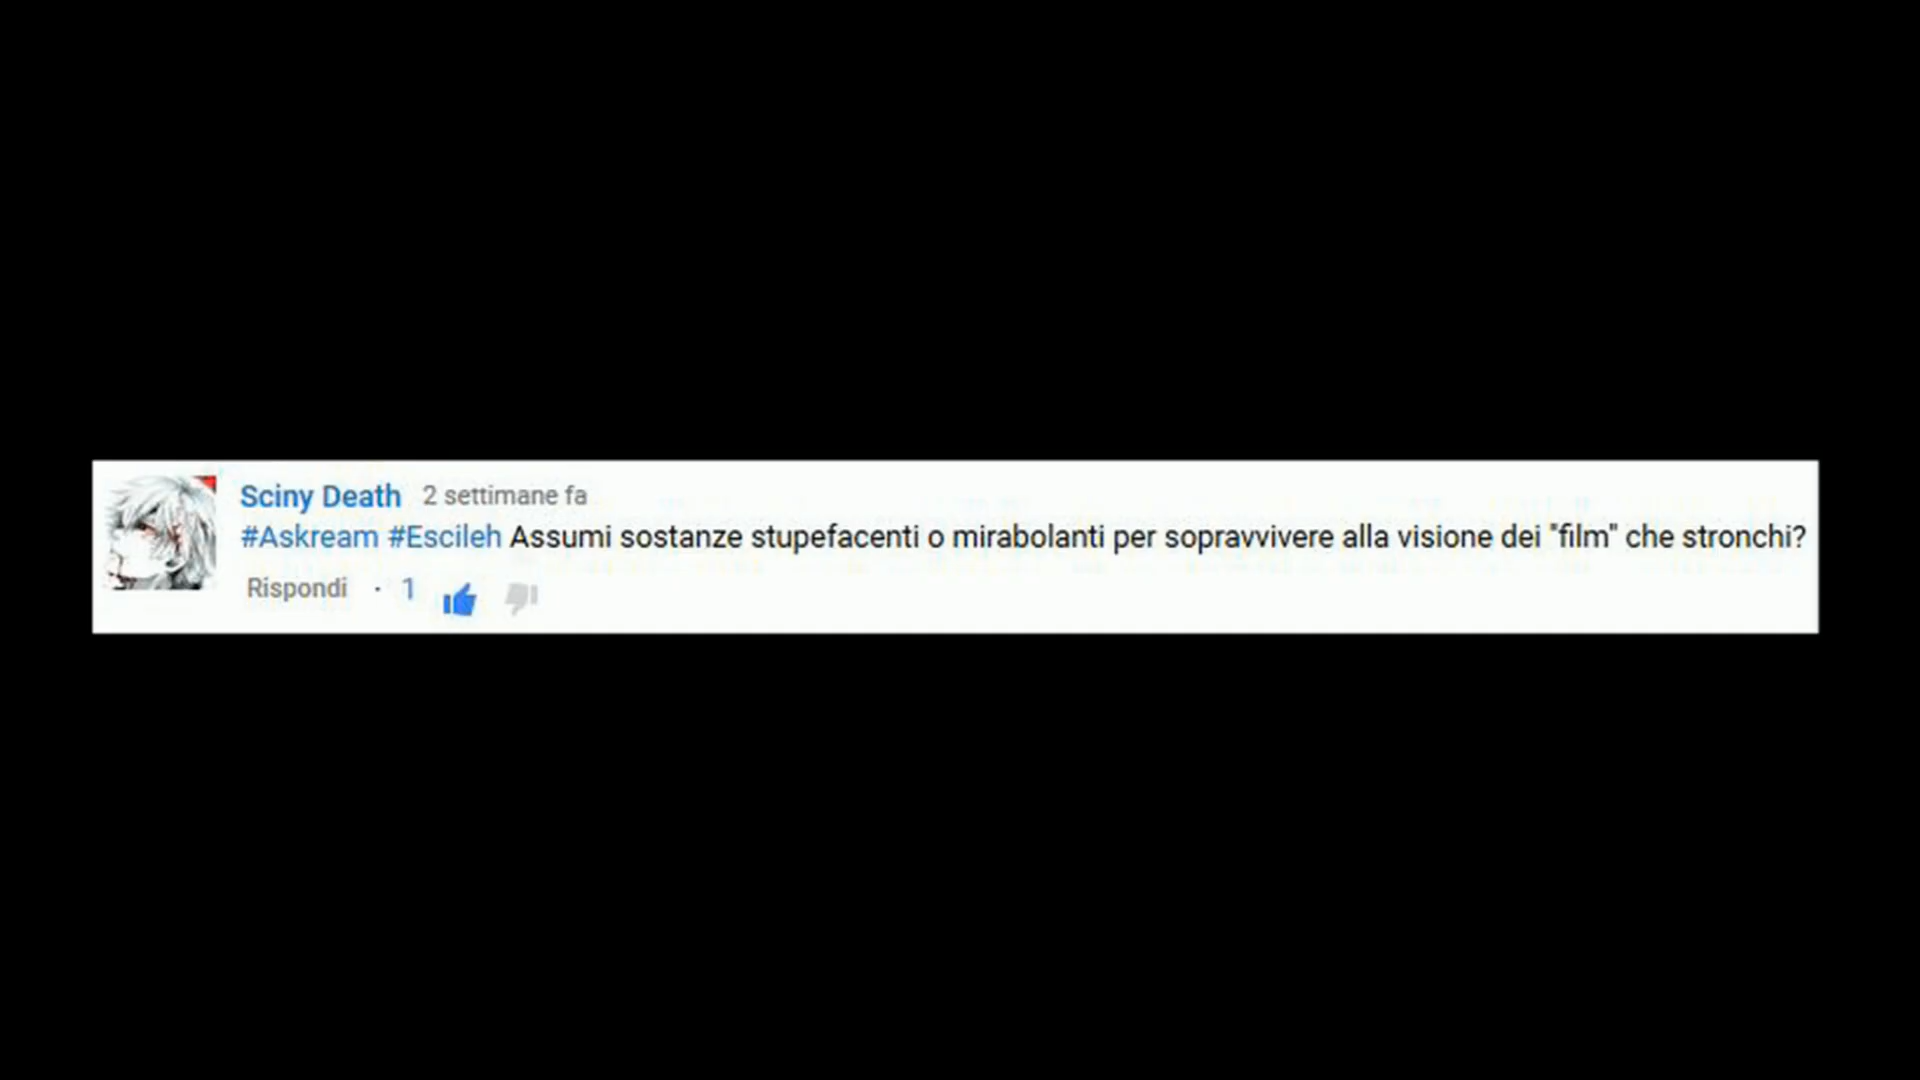 Sciny Death 2 settimane fa
#Askream #Escileh Assumi sostanze stupefacenti o mirabolanti per sopravvivere alla visione dei "film" che stronchi?
Rispondi · 1